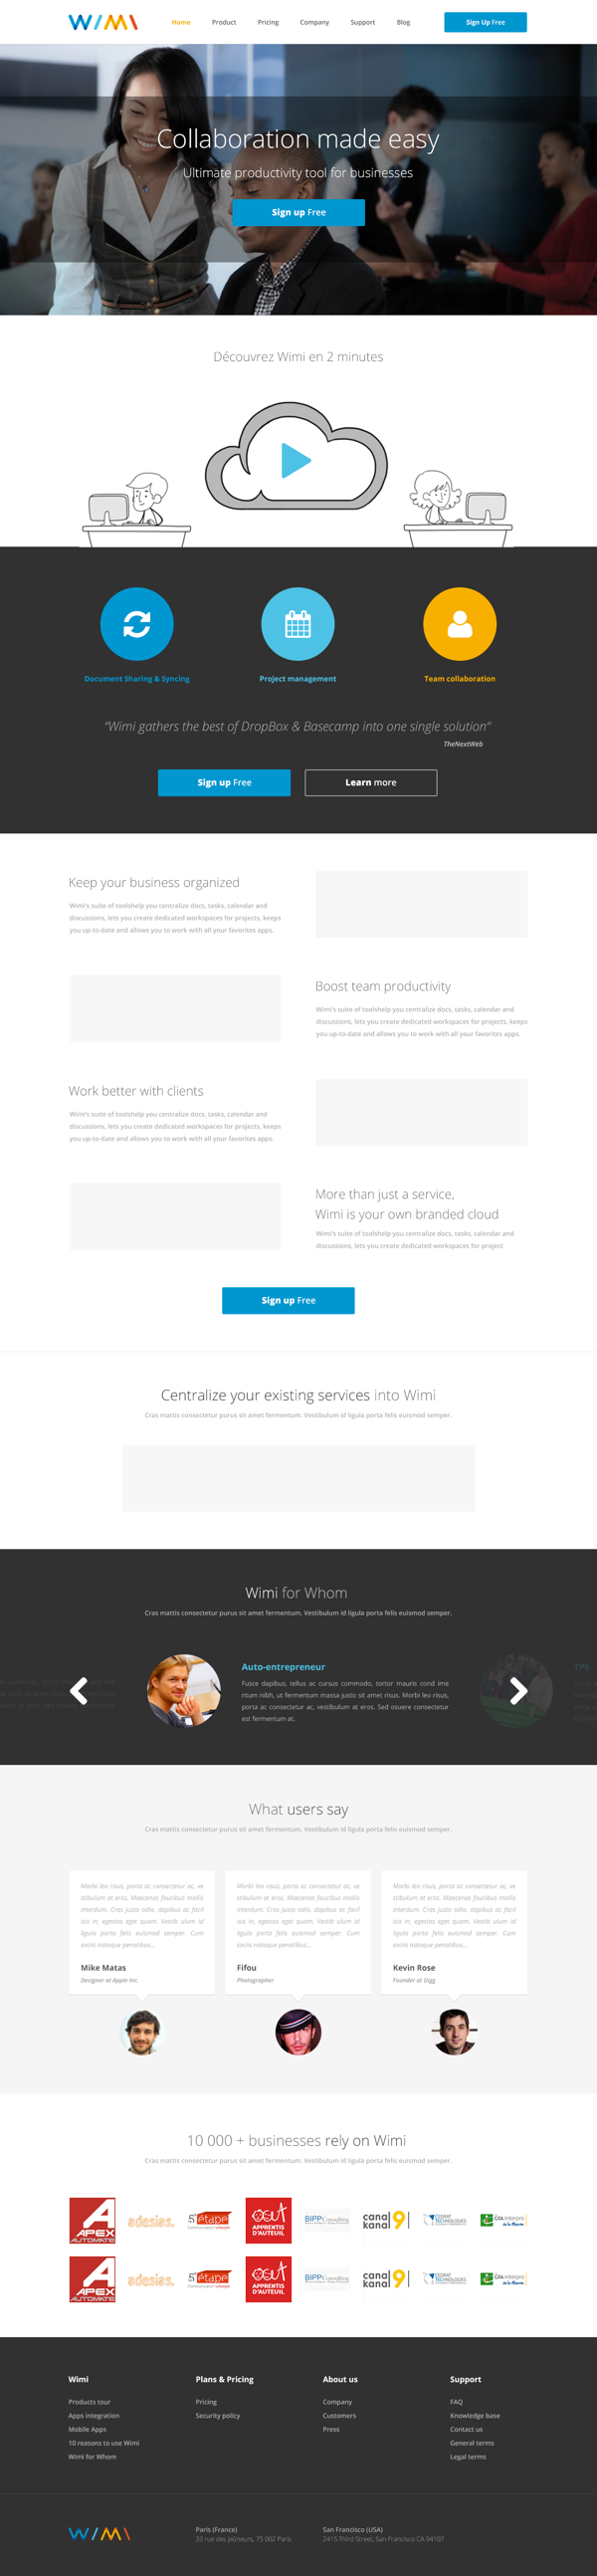 WIMI
Home Product Pricing Company Support Blog Sign Up Free
Collaboration made easy
Ultimate productivity tool for businesses
Sign up Free
Découvrez Wimi en 2 minutes
Document Sharing & Syncing Project management Team collaboration
“Wimi gathers the best of DropBox & Basecamp into one single solution”
TheNextWeb
Sign up Free Learn more
Keep your business organized
Wimi's suite of toolshelp you centralize docs, tasks, calendar and
discussions, lets you create dedicated workspaces for projects, keeps
you up-to-date and allows you to work with all your favorites apps.
Boost team productivity
Wimi's suite of toolshelp you centralize docs, tasks, calendar and
discussions, lets you create dedicated workspaces for projects, keeps
you up-to-date and allows you to work with all your favorites apps.
Work better with clients
Wimi's suite of toolshelp you centralize docs, tasks, calendar and
discussions, lets you create dedicated workspaces for projects, keeps
you up-to-date and allows you to work with all your favorites apps.
More than just a service,
Wimi is your own branded cloud
Wimi's suite of toolshelp you centralize docs, tasks, calendar and
discussions, lets you create dedicated workspaces for project
Sign up Free
Centralize your existing services into Wimi
Cras mattis consectetur purus sit amet fermentum. Vestibulum id ligula porta felis euismod semper.
Wimi for Whom
Cras mattis consectetur purus sit amet fermentum. Vestibulum id ligula porta felis euismod semper.
Auto-entrepreneur
TPE
Fusce dapibus, tellus ac cursus commodo, tortor mauris cond ime
ntum nibh, ut fermentum massa justo sit amet risus. Morbi leo risus,
porta ac consectetur ac, vestibulum at eros. Sed osuere consectetur
est fermentum at.
What users say
Cras mattis consectetur purus sit amet fermentum. Vestibulum id ligula porta felis euismod semper.
Morbi leo risus, porta ac consectetur ac, ve
stibulum at eros. Maecenas faucibus mollis
interdum. Cras justo odio, dapibus ac facil
isis in, egestas eget quam. Vestib ulum id
ligula porta felis euismod semper. Cum
sociis natoque penatibus...
Mike Matas
Designer at Apple Inc.
Morbi leo risus, porta ac consectetur ac, ve
stibulum at eros. Maecenas faucibus mollis
interdum. Cras justo odio, dapibus ac facil
isis in, egestas eget quam. Vestib ulum id
ligula porta felis euismod semper. Cum
sociis natoque penatibus...
Fifou
Photographer
Morbi leo risus, porta ac consectetur ac, ve
stibulum at eros. Maecenas faucibus mollis
interdum. Cras justo odio, dapibus ac facil
isis in, egestas eget quam. Vestib ulum id
ligula porta felis euismod semper. Cum
sociis natoque penatibus...
Kevin Rose
Founder at Digg
10 000 + businesses rely on Wimi
Cras mattis consectetur purus sit amet fermentum. Vestibulum id ligula porta felis euismod semper.
APEX
AUTOMATE
adesias.
5e étape
APPRENTIS
D'AUTEUIL
BIPP Consulting
canal 9
kanal
TECHNOLOGIES
CFA interpro
APEX
AUTOMATE
adesias.
5e étape
APPRENTIS
D'AUTEUIL
BIPP Consulting
canal 9
kanal
TECHNOLOGIES
CFA interpro
Wimi
Products tour
Apps Integration
Mobile Apps
10 reasons to use Wimi
Wimi for Whom
Plans & Pricing
Pricing
Security policy
About us
Company
Customers
Press
Support
FAQ
Knowledge base
Contact us
General terms
Legal terms
WIMI
Paris (France)
33 rue des jeûneurs, 75 002 Paris
San Francisco (USA)
2415 Third Street, San Francisco CA 94107